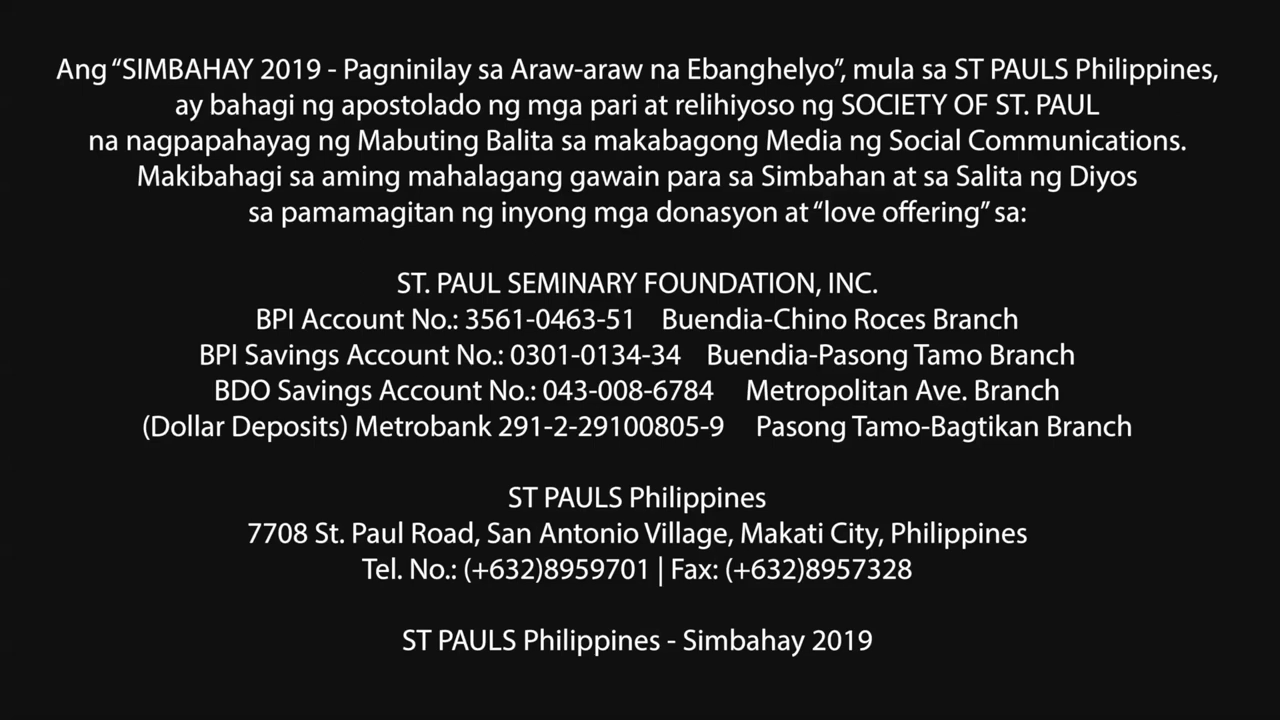 Ang “SIMBAHAY 2019 - Pagninilay sa Araw-araw na Ebanghelyo”, mula sa ST PAULS Philippines,
ay bahagi ng apostolado ng mga pari at relihiyoso ng SOCIETY OF ST. PAUL
na nagpapahayag ng Mabuting Balita sa makabagong Media ng Social Communications.
Makibahagi sa aming mahalagang gawain para sa Simbahan at sa Salita ng Diyos
sa pamamagitan ng inyong mga donasyon at “love offering” sa:
ST. PAUL SEMINARY FOUNDATION, INC.
BPI Account No.: 3561-0463-51 Buendia-Chino Roces Branch
BPI Savings Account No.: 0301-0134-34 Buendia-Pasong Tamo Branch
BDO Savings Account No.: 043-008-6784 Metropolitan Ave. Branch
(Dollar Deposits) Metrobank 291-2-29100805-9 Pasong Tamo-Bagtikan Branch
ST PAULS Philippines
7708 St. Paul Road, San Antonio Village, Makati City, Philippines
Tel. No.: (+632)8959701 | Fax: (+632)8957328
ST PAULS Philippines - Simbahay 2019